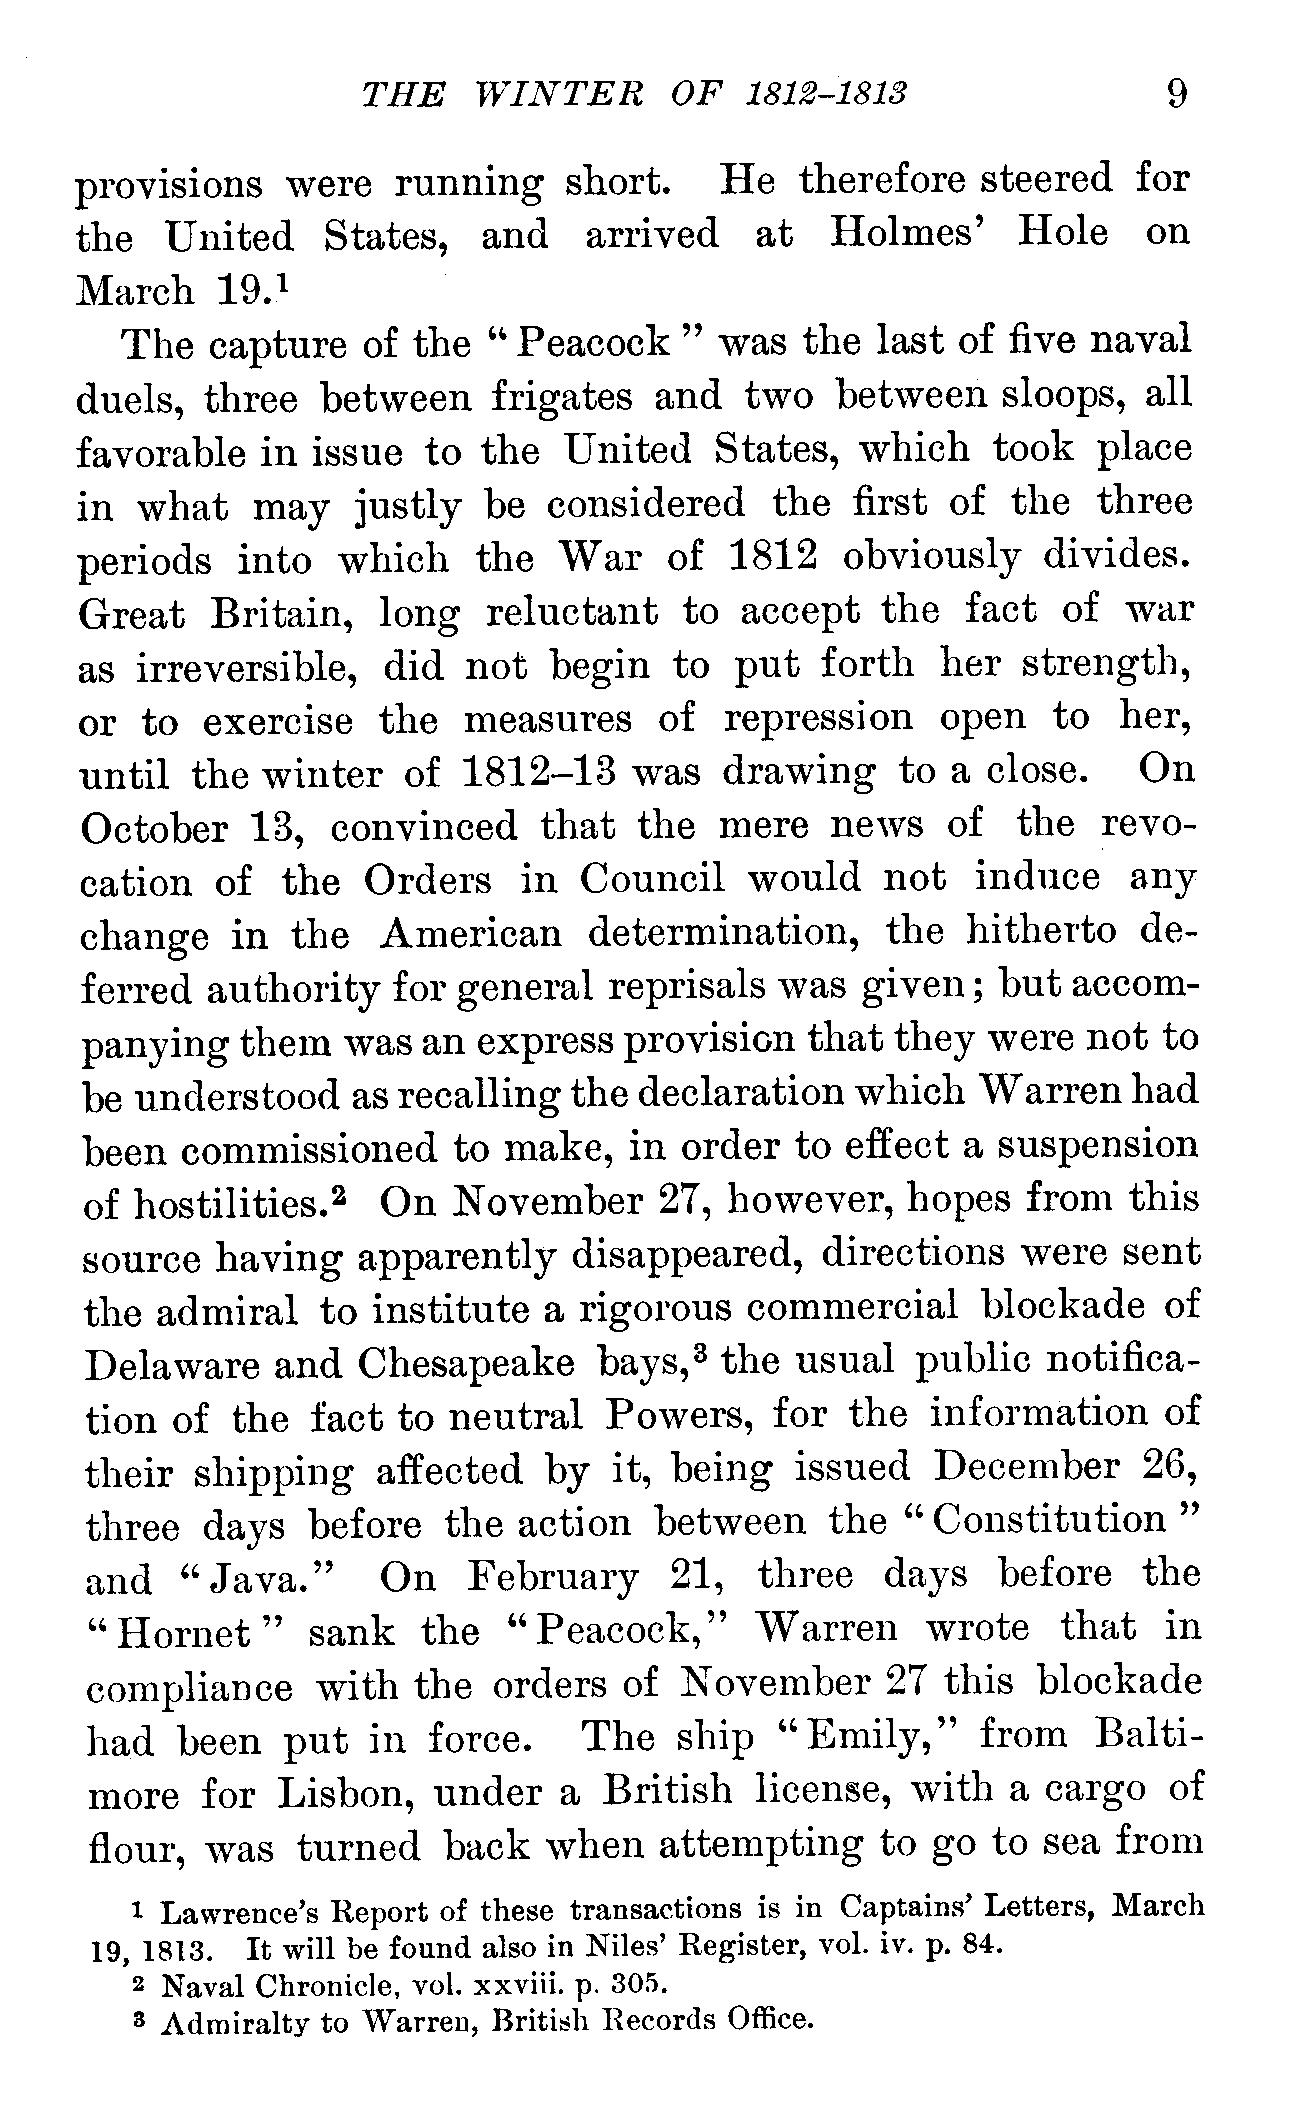 THE WINTER OF 1812–1813 9
provisions were running short. He therefore steered for
the United States, and arrived at Holmes' Hole on
March 19.¹
The capture of the “Peacock” was the last of five naval
duels, three between frigates and two between sloops, all
favorable in issue to the United States, which took place
in what may justly be considered the first of the three
periods into which the War of 1812 obviously divides.
Great Britain, long reluctant to accept the fact of war
as irreversible, did not begin to put forth her strength,
or to exercise the measures of repression open to her,
until the winter of 1812–13 was drawing to a close. On
October 13, convinced that the mere news of the revo-
cation of the Orders in Council would not induce any
change in the American determination, the hitherto de-
ferred authority for general reprisals was given; but accom-
panying them was an express provision that they were not to
be understood as recalling the declaration which Warren had
been commissioned to make, in order to effect a suspension
of hostilities.² On November 27, however, hopes from this
source having apparently disappeared, directions were sent
the admiral to institute a rigorous commercial blockade of
Delaware and Chesapeake bays,³ the usual public notifica-
tion of the fact to neutral Powers, for the information of
their shipping affected by it, being issued December 26,
three days before the action between the “Constitution”
and “Java.” On February 21, three days before the
“Hornet” sank the “Peacock,” Warren wrote that in
compliance with the orders of November 27 this blockade
had been put in force. The ship “Emily,” from Balti-
more for Lisbon, under a British license, with a cargo of
flour, was turned back when attempting to go to sea from
¹ Lawrence's Report of these transactions is in Captains' Letters, March
19, 1813. It will be found also in Niles' Register, vol. iv. p. 84.
² Naval Chronicle, vol. xxviii. p. 305.
³ Admiralty to Warren, British Records Office.